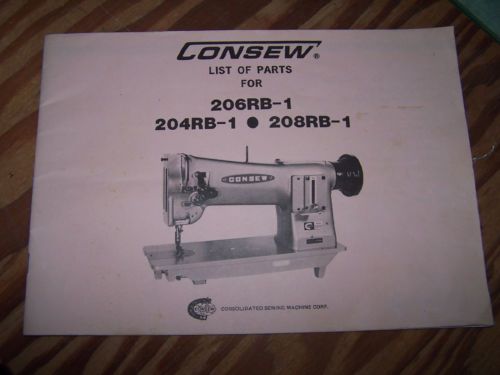 CONSEW®
LIST OF PARTS
FOR
206RB-1
204RB-1 ● 208RB-1
CONSEW
CONSOLIDATED SEWING MACHINE CORP.